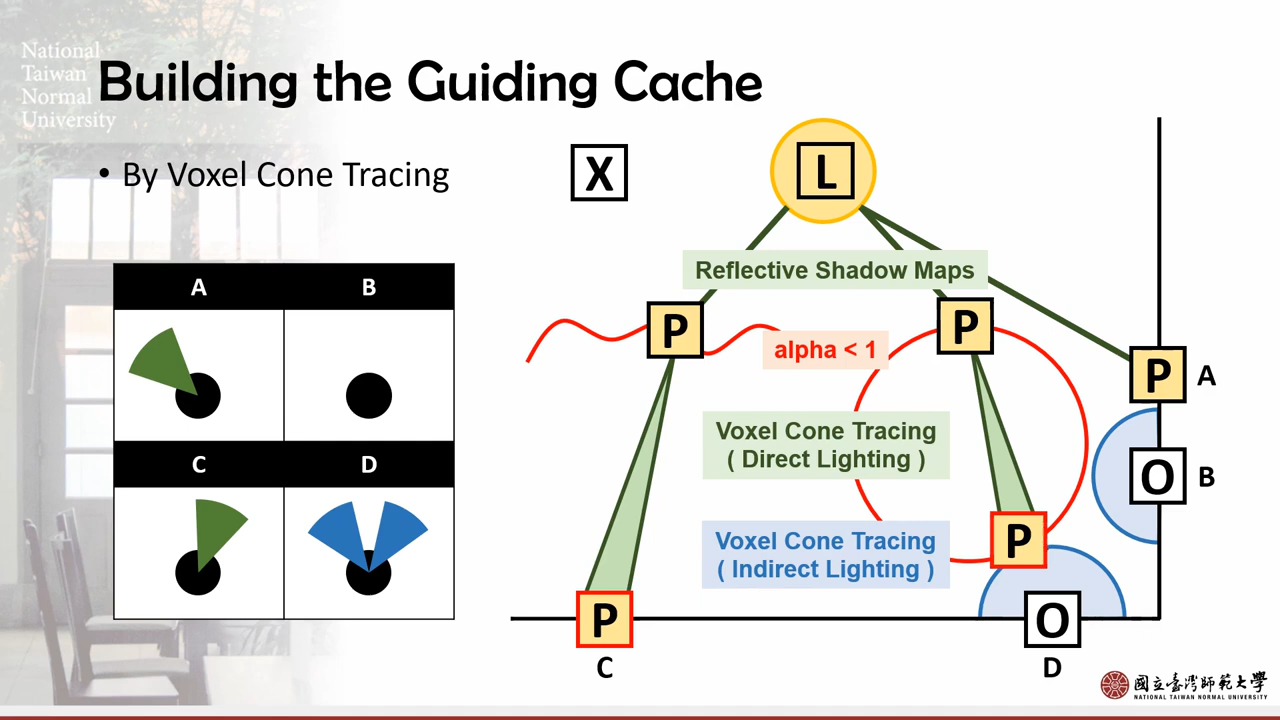 National
Taiwan
Normal
University
Building the Guiding Cache
• By Voxel Cone Tracing
A B
C D
X
L
Reflective Shadow Maps
P
P
alpha < 1
P A
Voxel Cone Tracing
( Direct Lighting )
O B
Voxel Cone Tracing
( Indirect Lighting )
P
P
O
C
D
國立臺灣師範大學
NATIONAL TAIWAN NORMAL UNIVERSITY